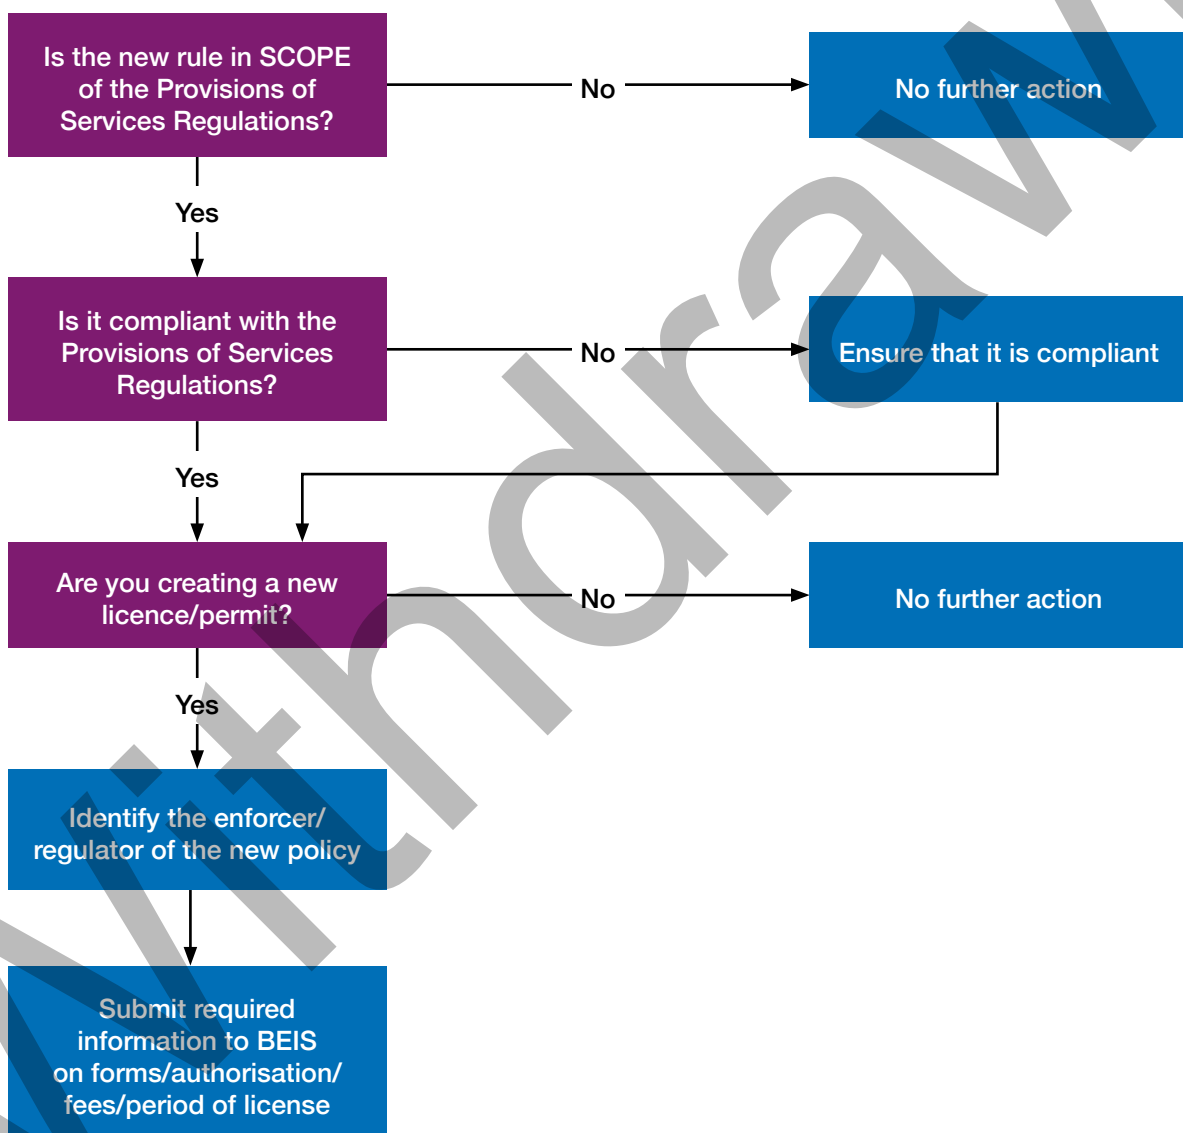 Is the new rule in SCOPE
of the Provisions of
Services Regulations?
No
No further action
Yes
Is it compliant with the
Provisions of Services
Regulations?
No
Ensure that it is compliant
Yes
Are you creating a new
licence/permit?
No
No further action
Yes
Identify the enforcer/
regulator of the new policy
Submit required
information to BEIS
on forms/authorisation/
fees/period of license
Withdrawn